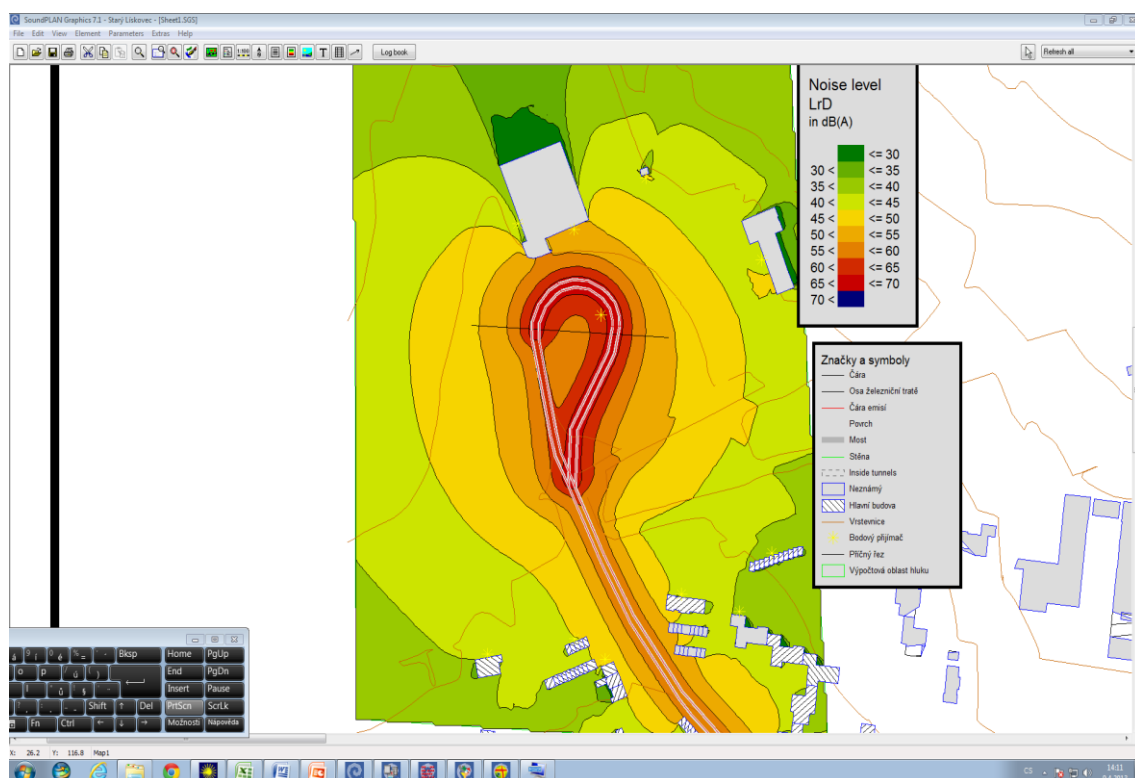 SoundPLAN Graphics 7.1 - Starý Lískovec - [Sheet1.SGS]
File Edit View Element Parameters Extras Help
Log book
Refresh all
Noise level
LrD
in dB(A)
<= 30
30 < <= 35
35 < <= 40
40 < <= 45
45 < <= 50
50 < <= 55
55 < <= 60
60 < <= 65
65 < <= 70
70 <
Značky a symboly
Čára
Osa železniční tratě
Čára emisí
Povrch
Most
Stěna
Inside tunnels
Neznámý
Hlavní budova
Vrstevnice
Bodový přijímač
Příčný řez
Výpočtová oblast hluku
Bksp Home PgUp
End PgDn
Insert Pause
Shift ↑ Del PrtScn ScrLk
Fn Ctrl ← ↓ → Možnosti Nápověda
X: 26.2 Y: 116.8 Map1
CS 14:11